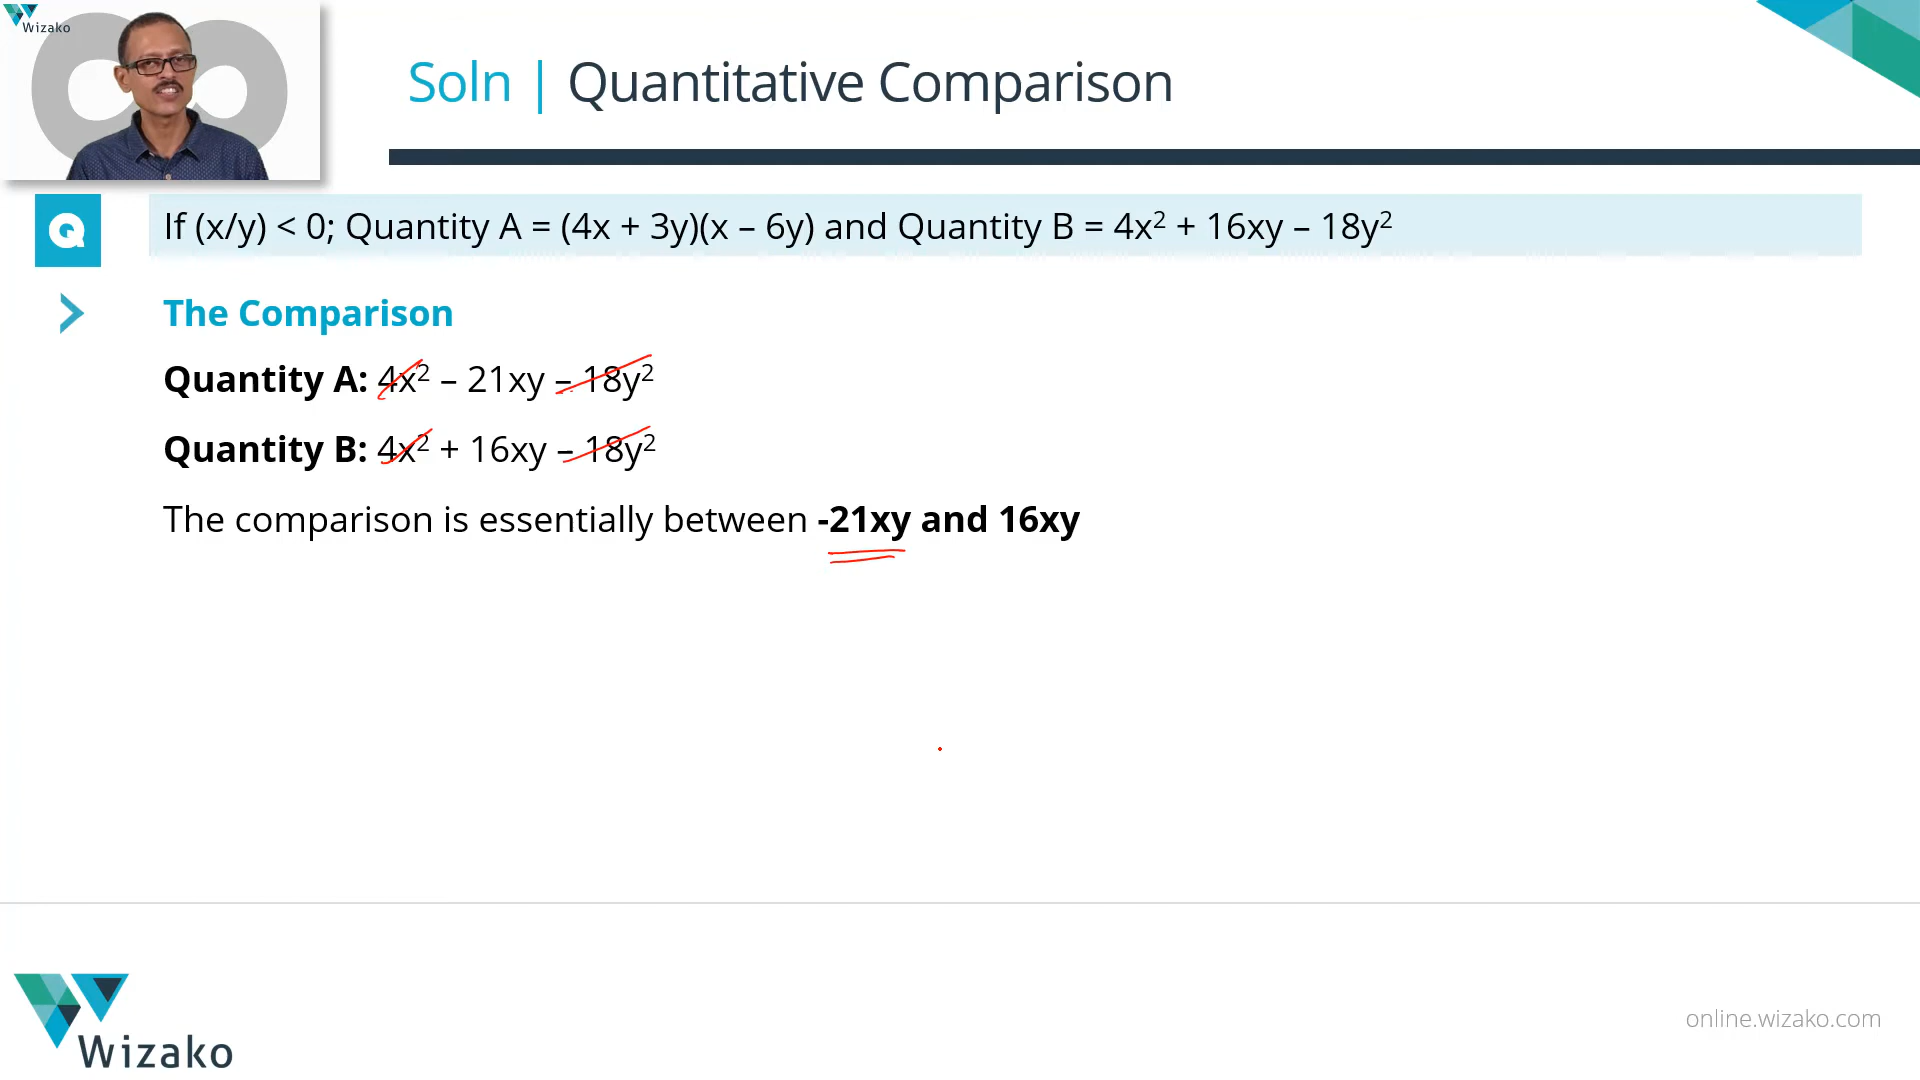 Wizako
Soln | Quantitative Comparison
Q
If (x/y) < 0; Quantity A = (4x + 3y)(x – 6y) and Quantity B = 4x² + 16xy – 18y²
The Comparison
Quantity A: 4x² – 21xy – 18y²
Quantity B: 4x² + 16xy – 18y²
The comparison is essentially between -21xy and 16xy
Wizako
online.wizako.com